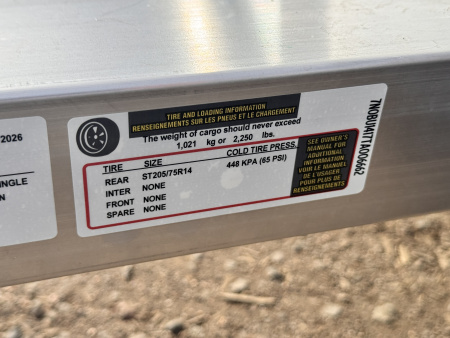 2026
INGLE
N
TIRE AND LOADING INFORMATION
RENSEIGNEMENTS SUR LES PNEUS ET LE CHARGEMENT
The weight of cargo should never exceed
1,021 kg or 2,250 lbs.
TIRE SIZE COLD TIRE PRESS.
REAR ST205/75R14 448 KPA (65 PSI)
INTER NONE
FRONT NONE
SPARE NONE
SEE OWNER'S
MANUAL FOR
ADDITIONAL
INFORMATION
VOIR LE MANUEL
DE L'USAGER
POUR PLUS DE
RENSEIGNEMENTS